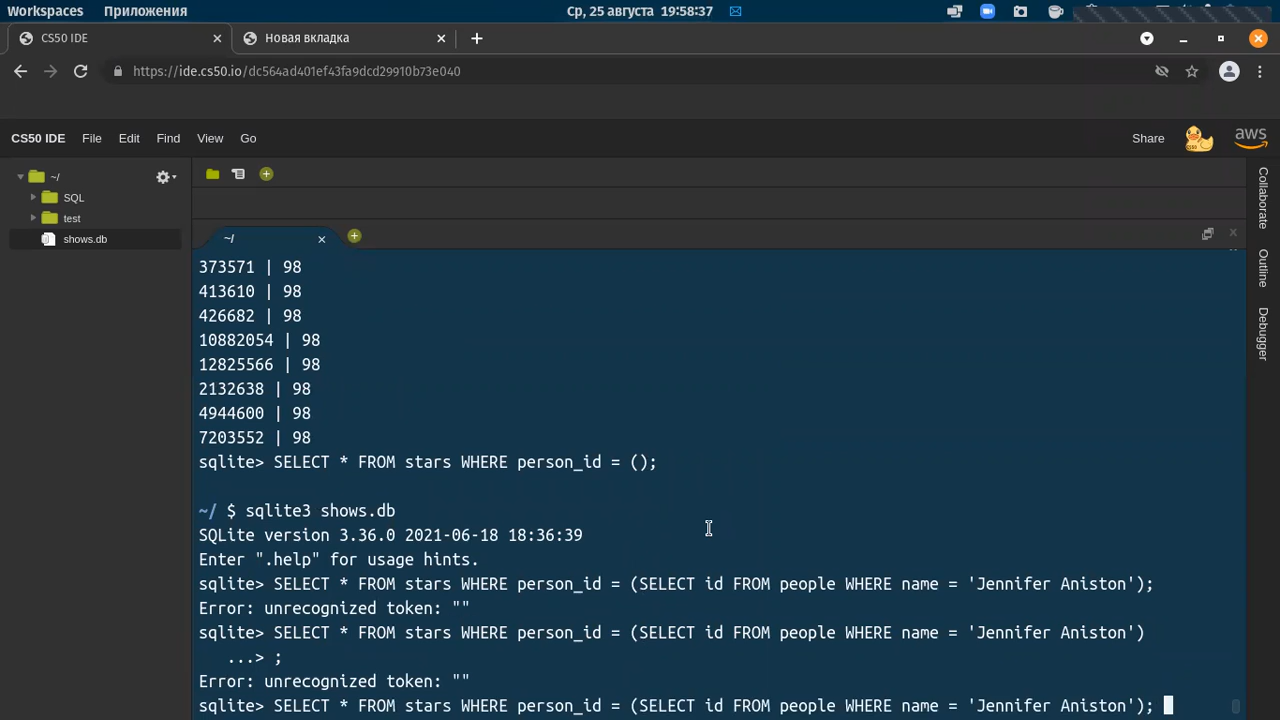 Workspaces Приложения Ср, 25 августа 19:58:37
CS50 IDE Новая вкладка
https://ide.cs50.io/dc564ad401ef43fa9dcd29910b73e040
CS50 IDE File Edit Find View Go Share aws
~/
SQL
test
shows.db
~/
Collaborate
Outline
Debugger
373571 | 98
413610 | 98
426682 | 98
10882054 | 98
12825566 | 98
2132638 | 98
4944600 | 98
7203552 | 98
sqlite> SELECT * FROM stars WHERE person_id = ();
~/ $ sqlite3 shows.db
SQLite version 3.36.0 2021-06-18 18:36:39
Enter ".help" for usage hints.
sqlite> SELECT * FROM stars WHERE person_id = (SELECT id FROM people WHERE name = 'Jennifer Aniston');
Error: unrecognized token: ""
sqlite> SELECT * FROM stars WHERE person_id = (SELECT id FROM people WHERE name = 'Jennifer Aniston')
...> ;
Error: unrecognized token: ""
sqlite> SELECT * FROM stars WHERE person_id = (SELECT id FROM people WHERE name = 'Jennifer Aniston');